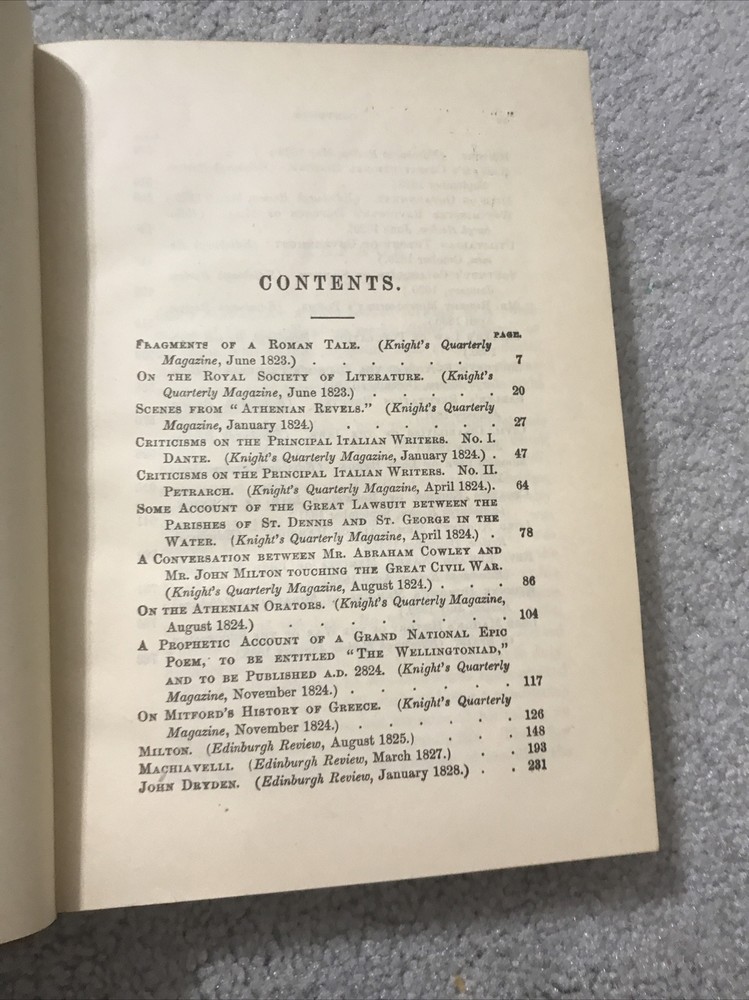 CONTENTS.
PAGE.
FRAGMENTS OF A ROMAN TALE. (Knight's Quarterly
Magazine, June 1823.) . . . . . . 7
ON THE ROYAL SOCIETY OF LITERATURE. (Knight's
Quarterly Magazine, June 1823.) . . . . . 20
SCENES FROM "ATHENIAN REVELS." (Knight's Quarterly
Magazine, January 1824.) . . . . . . 27
CRITICISMS ON THE PRINCIPAL ITALIAN WRITERS. No. I.
DANTE. (Knight's Quarterly Magazine, January 1824.) . 47
CRITICISMS ON THE PRINCIPAL ITALIAN WRITERS. No. II.
PETRARCH. (Knight's Quarterly Magazine, April 1824.). 64
SOME ACCOUNT OF THE GREAT LAWSUIT BETWEEN THE
PARISHES OF ST. DENNIS AND ST. GEORGE IN THE
WATER. (Knight's Quarterly Magazine, April 1824.) . 78
A CONVERSATION BETWEEN MR. ABRAHAM COWLEY AND
MR. JOHN MILTON TOUCHING THE GREAT CIVIL WAR.
(Knight's Quarterly Magazine, August 1824.) . . . 86
ON THE ATHENIAN ORATORS. (Knight's Quarterly Magazine,
August 1824.) . . . . . . . 104
A PROPHETIC ACCOUNT OF A GRAND NATIONAL EPIC
POEM, TO BE ENTITLED "THE WELLINGTONIAD,"
AND TO BE PUBLISHED A.D. 2824. (Knight's Quarterly
Magazine, November 1824.) . . . . . . 117
ON MITFORD'S HISTORY OF GREECE. (Knight's Quarterly
Magazine, November 1824.) . . . . . . 126
MILTON. (Edinburgh Review, August 1825.) . . . 148
MACHIAVELLI. (Edinburgh Review, March 1827.) . . 193
JOHN DRYDEN. (Edinburgh Review, January 1828.) . . 231